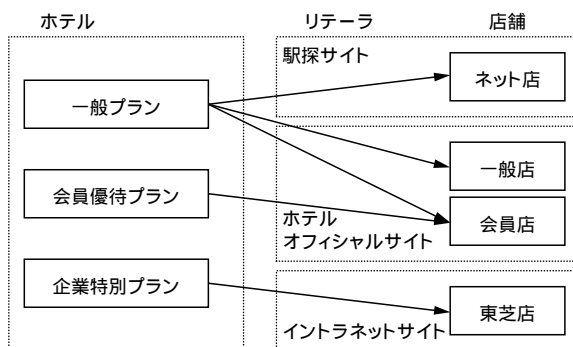 ホテル
リテーラ
店舗
駅探サイト
ネット店
一般プラン
一般店
会員優待プラン
会員店
ホテル
オフィシャルサイト
企業特別プラン
東芝店
イントラネットサイト